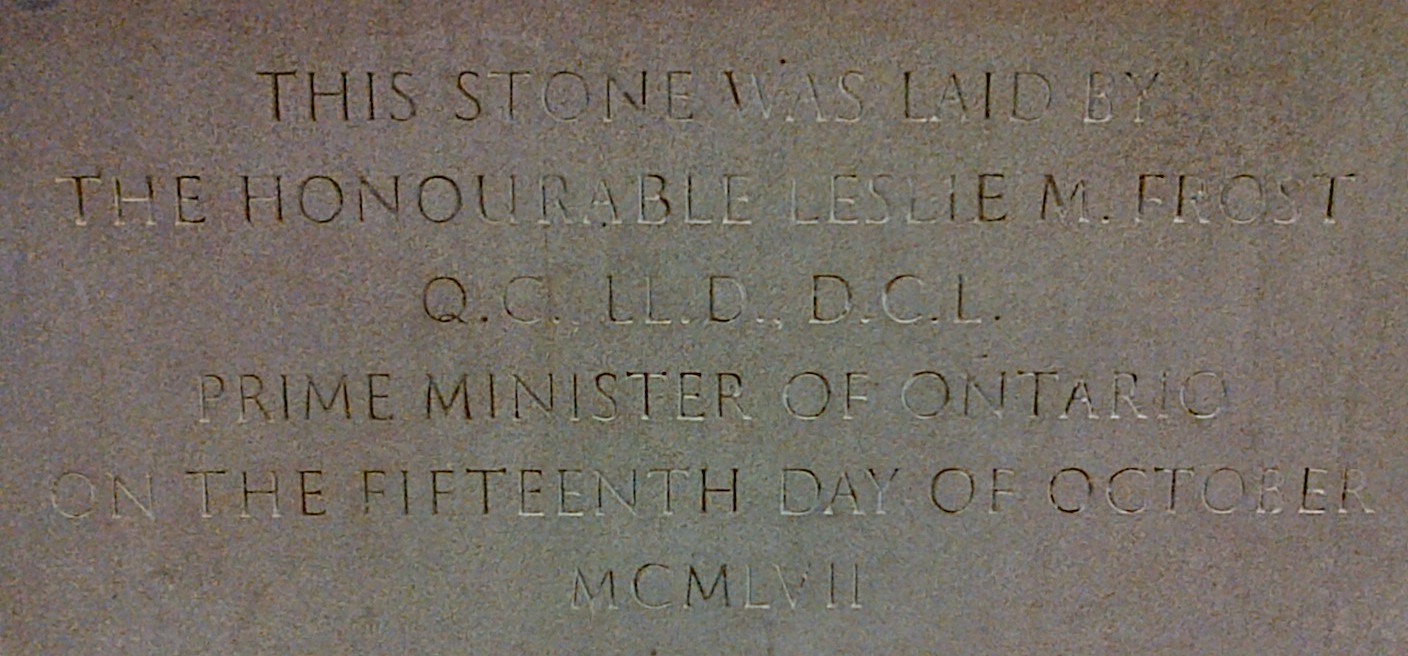 THIS STONE WAS LAID BY
THE HONOURABLE LESLIE M. FROST
Q.C., LL.D., D.C.L.
PRIME MINISTER OF ONTARIO
ON THE FIFTEENTH DAY OF OCTOBER
MCMLVII